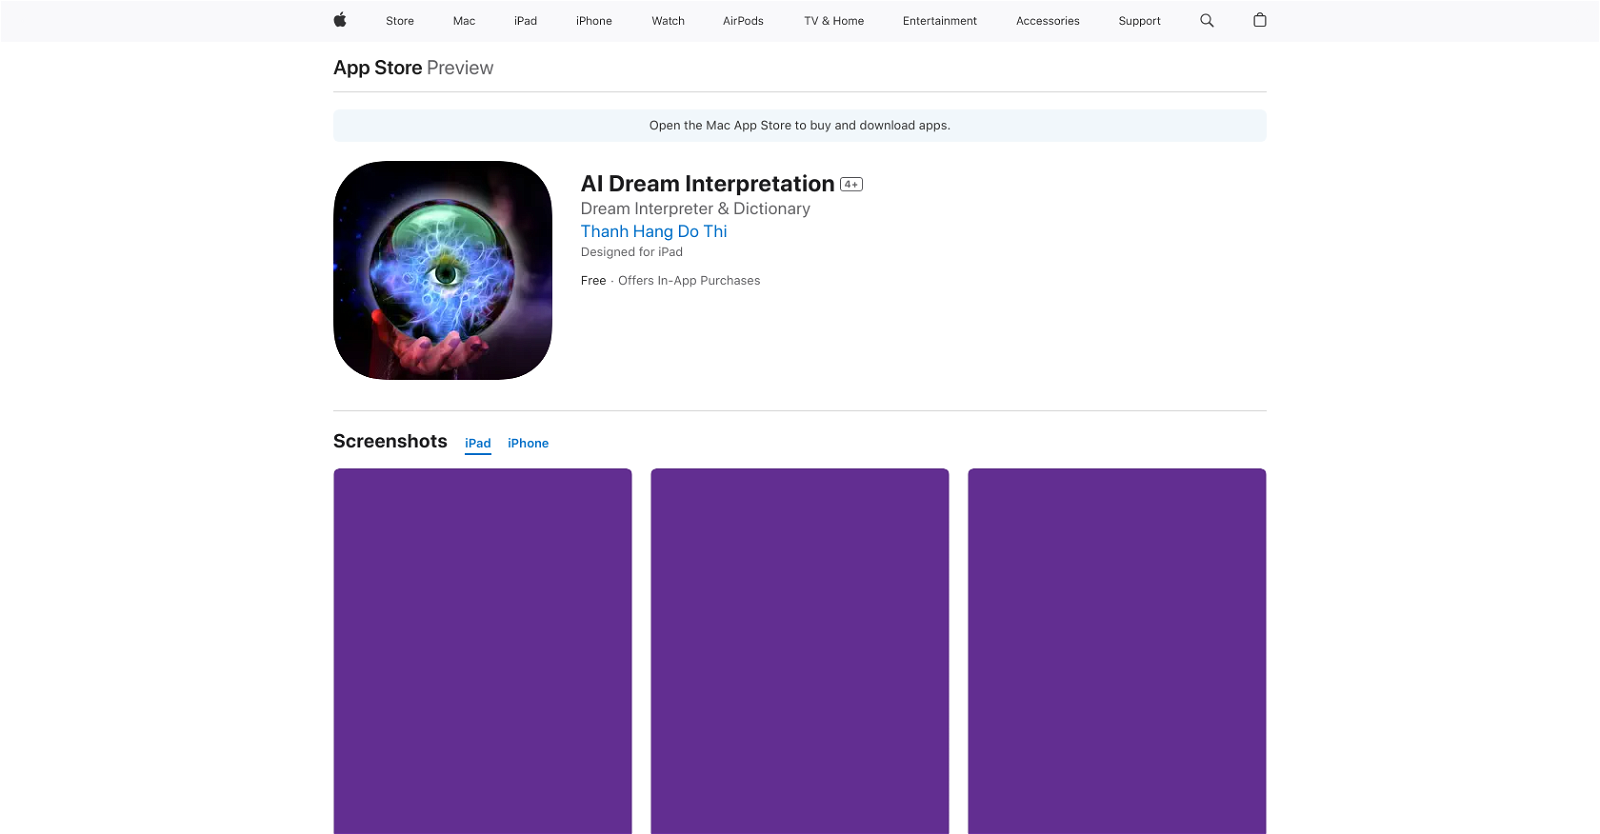 Store Mac iPad iPhone Watch AirPods TV & Home Entertainment Accessories Support
App Store Preview
Open the Mac App Store to buy and download apps.
AI Dream Interpretation 4+
Dream Interpreter & Dictionary
Thanh Hang Do Thi
Designed for iPad
Free · Offers In-App Purchases
Screenshots iPad iPhone